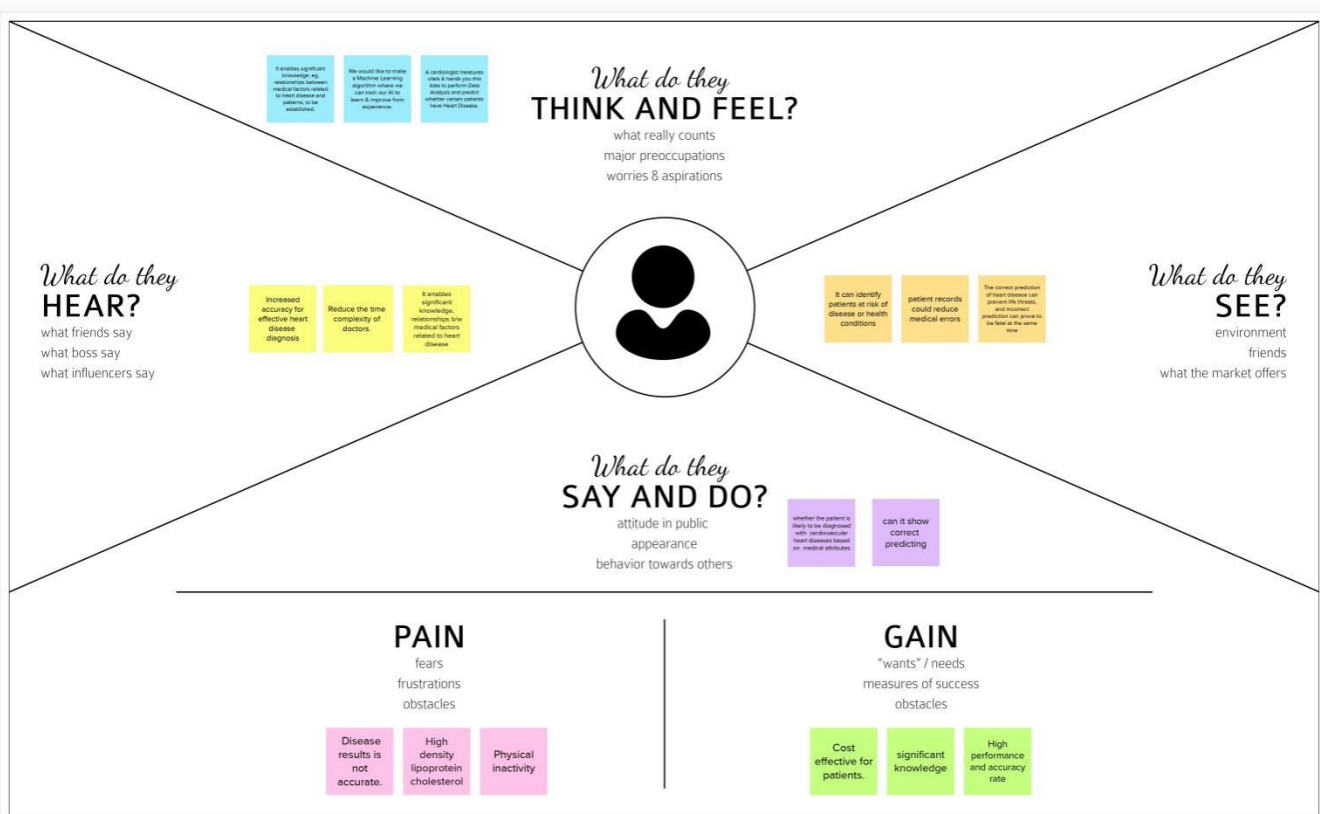 It enables significant
knowledge, eg,
relationships between
medical factors related
to heart disease and
patterns, to be
established.
We would like to make
a Machine Learning
algorithm where we
can train our AI to
learn & improve from
experience.
A cardiologist measures
vitals & hands you this
data to perform Data
Analysis and predict
whether certain patients
have Heart Disease.
What do they
THINK AND FEEL?
what really counts
major preoccupations
worries & aspirations
What do they
HEAR?
what friends say
what boss say
what influencers say
Increased
accuracy for
effective heart
disease
diagnosis
Reduce the time
complexity of
doctors.
It enables
significant
knowledge,
relationships b/w
medical factors
related to heart
disease
It can identify
patients at risk of
disease or health
conditions
patient records
could reduce
medical errors
The correct prediction
of heart disease can
prevent life threats,
and incorrect
prediction can prove to
be fatal at the same
time
What do they
SEE?
environment
friends
what the market offers
What do they
SAY AND DO?
attitude in public
appearance
behavior towards others
whether the patient is
likely to be diagnosed
with cardiovascular
heart diseases based
on medical attributes
can it show
correct
predicting
PAIN
fears
frustrations
obstacles
Disease
results is
not
accurate.
High
density
lipoprotein
cholesterol
Physical
inactivity
GAIN
"wants" / needs
measures of success
obstacles
Cost
effective for
patients.
significant
knowledge
High
performance
and accuracy
rate